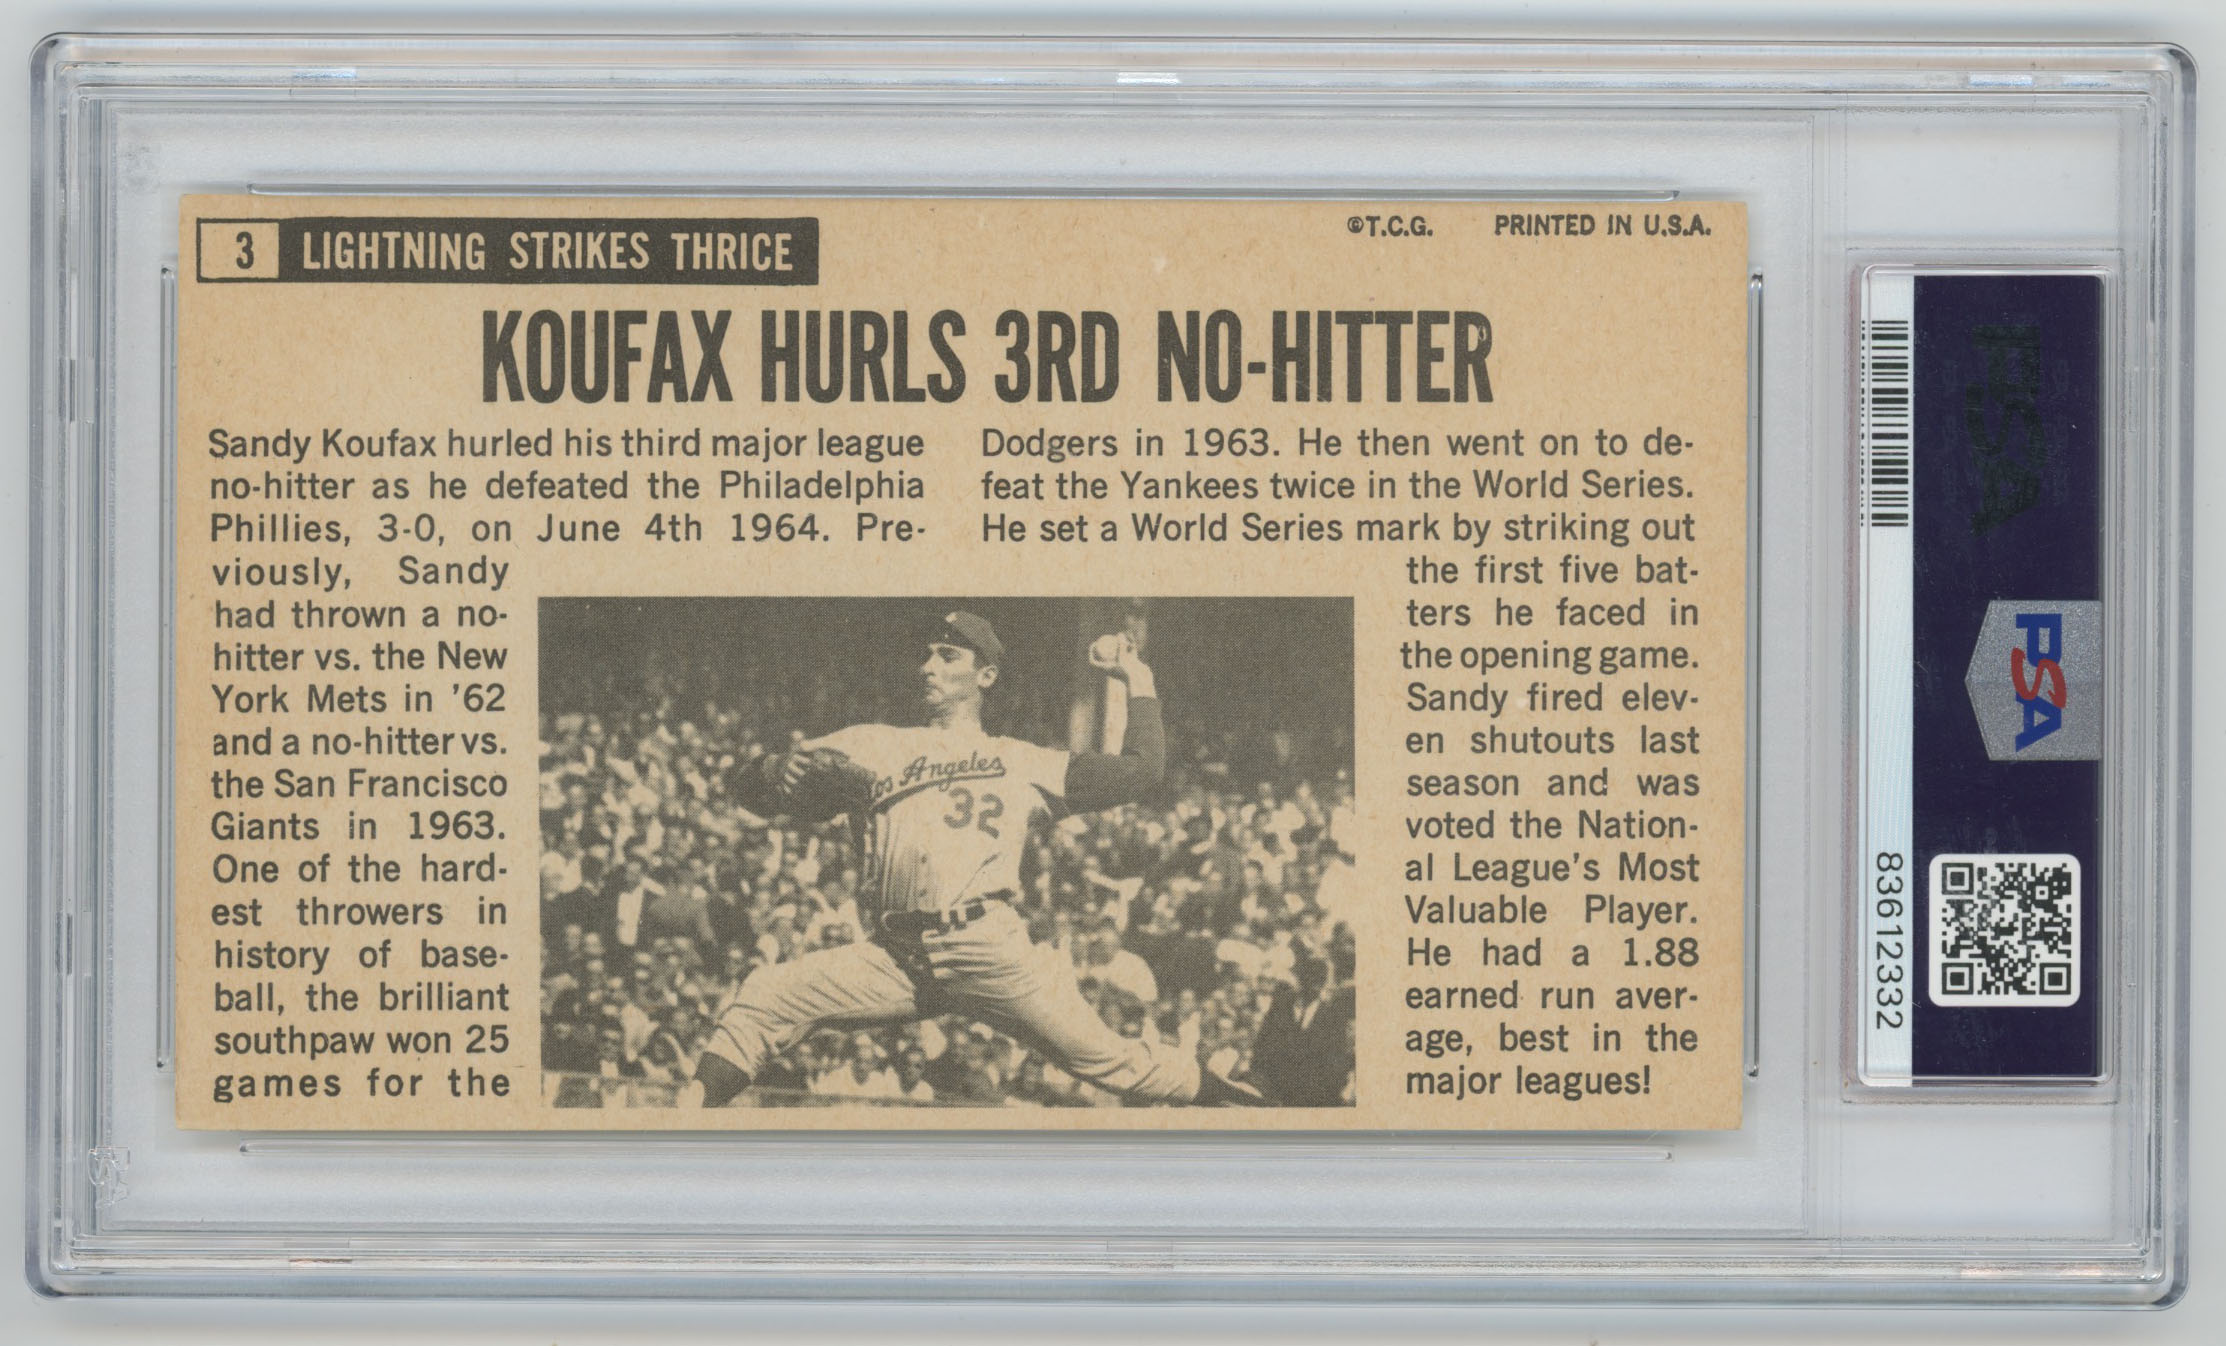 3 LIGHTNING STRIKES THRICE
©T.C.G. PRINTED IN U.S.A.
KOUFAX HURLS 3RD NO-HITTER
Sandy Koufax hurled his third major league
no-hitter as he defeated the Philadelphia
Phillies, 3-0, on June 4th 1964. Pre-
viously, Sandy
had thrown a no-
hitter vs. the New
York Mets in '62
and a no-hitter vs.
the San Francisco
Giants in 1963.
One of the hard-
est throwers in
history of base-
ball, the brilliant
southpaw won 25
games for the
Dodgers in 1963. He then went on to de-
feat the Yankees twice in the World Series.
He set a World Series mark by striking out
the first five bat-
ters he faced in
the opening game.
Sandy fired elev-
en shutouts last
season and was
voted the Nation-
al League's Most
Valuable Player.
He had a 1.88
earned run aver-
age, best in the
major leagues!
Los Angeles
32
PSA
PSA
83612332
PSA